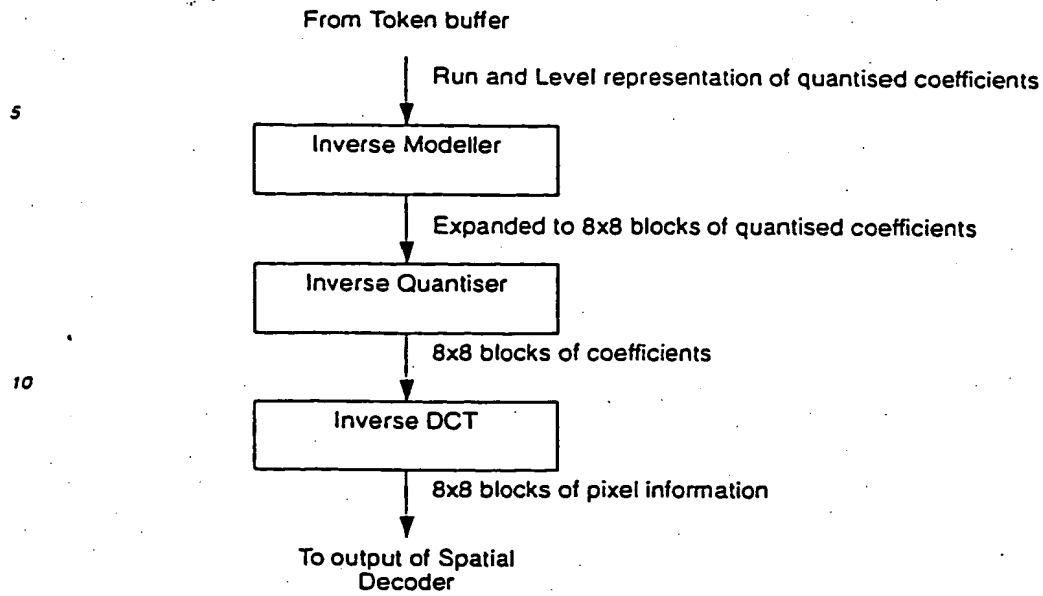 From Token buffer
Run and Level representation of quantised coefficients
5
Inverse Modeller
Expanded to 8x8 blocks of quantised coefficients
Inverse Quantiser
8x8 blocks of coefficients
10
Inverse DCT
8x8 blocks of pixel information
To output of Spatial
Decoder